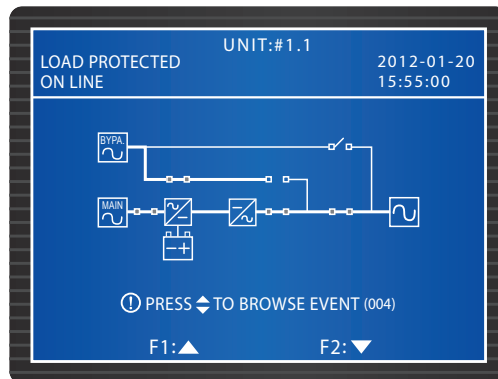 UNIT:#1.1
LOAD PROTECTED
ON LINE
2012-01-20
15:55:00
BYPA.
MAIN
PRESS TO BROWSE EVENT (004)
F1:
F2: